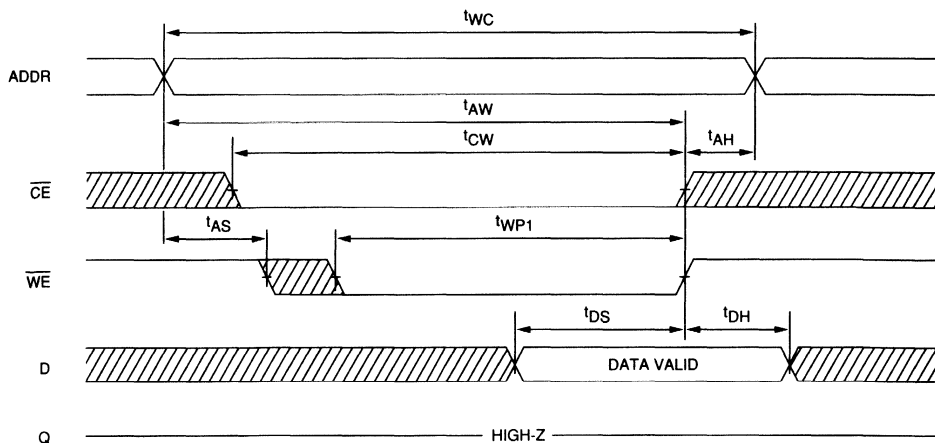 tWC
ADDR
tAW
tCW
tAH
CE
tAS
tWP1
WE
tDS
tDH
D
DATA VALID
Q
HIGH-Z